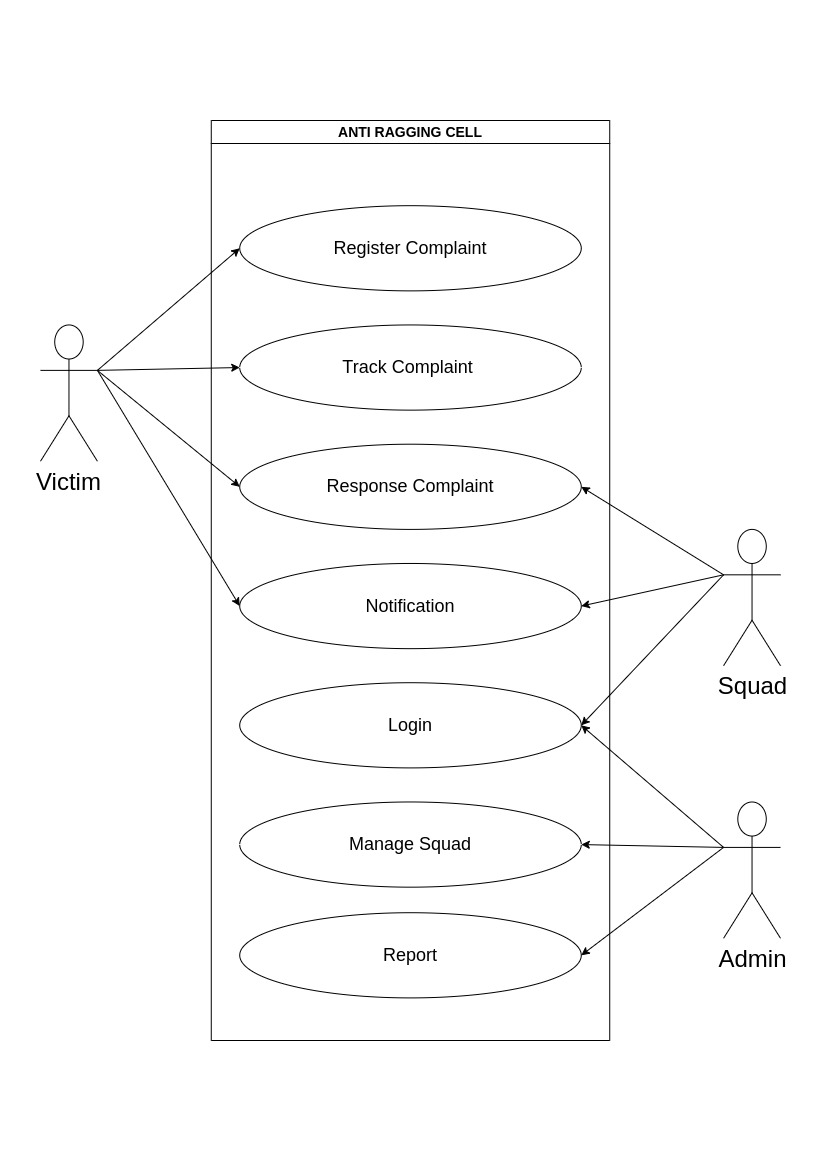 ANTI RAGGING CELL
Register Complaint
Track Complaint
Victim
Response Complaint
Notification
Squad
Login
Manage Squad
Report
Admin